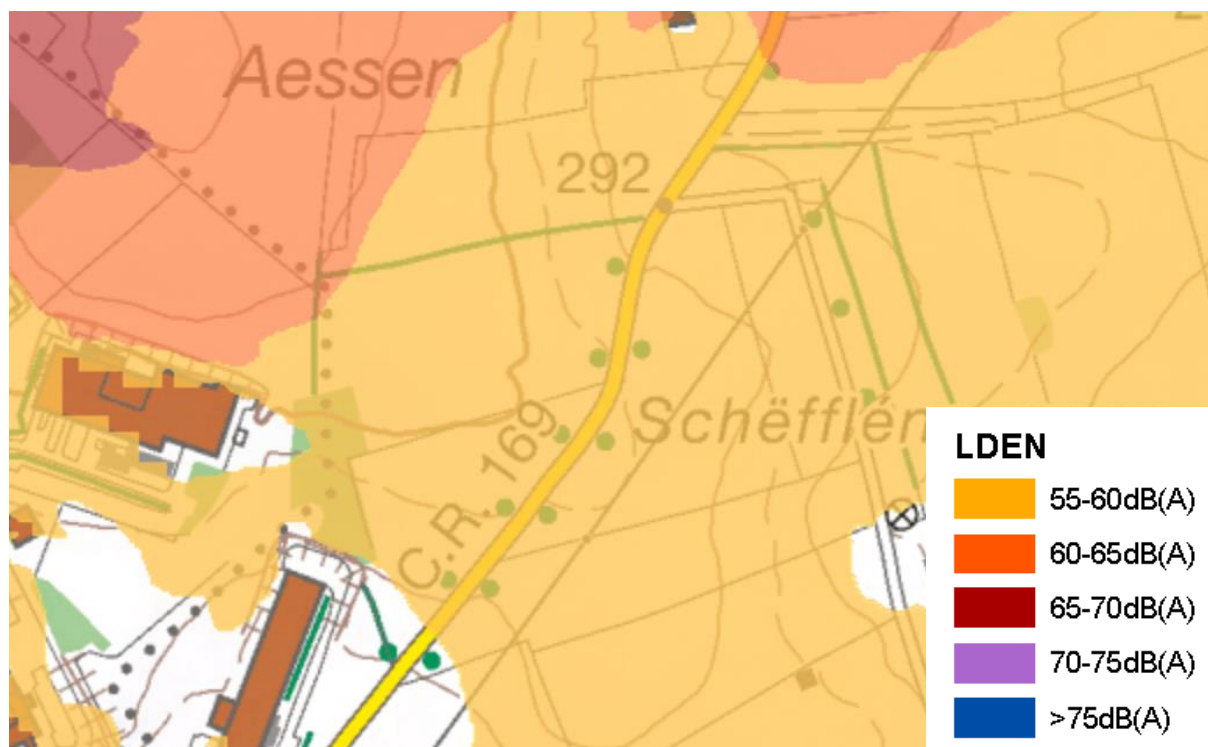 Aessen
292
C.R. 169
Schëfflén
LDEN
55-60dB(A)
60-65dB(A)
65-70dB(A)
70-75dB(A)
>75dB(A)